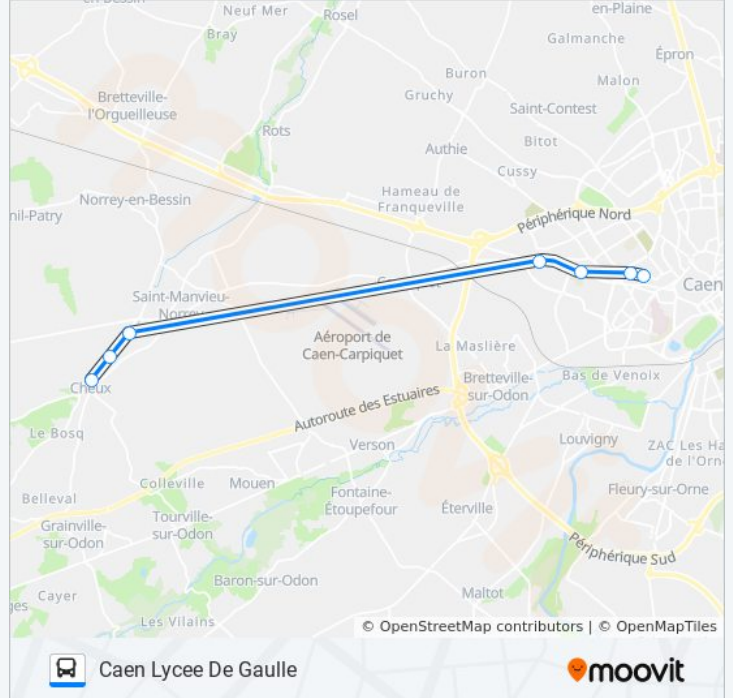 en Bessin
Neuf Mer
Rosel
en-Plaine
Bray
Galmanche
Épron
Buron
Malon
Bretteville-
l'Orgueilleuse
Gruchy
Saint-Contest
Rots
Bitot
Authie
Cussy
Norrey-en-Bessin
Hameau de
Franqueville
nil-Patry
Périphérique Nord
Saint-Manvieu-
Norrey
Caen
Aéroport de
Caen-Carpiquet
La Maslière
Cheux
Bretteville-
sur-Odon
Bas de Venoix
Autoroute des Estuaires
Le Bosq
Verson
Louvigny
ZAC Les Ha
de l'Orn
Colleville
Mouen
Belleval
Fontaine-
Étoupefour
Fleury-sur-Orne
Grainville-
sur-Odon
Tourville-
sur-Odon
Éterville
Périphérique Sud
Baron-sur-Odon
Cayer
Maltot
ges
Les Vilains
© OpenStreetMap contributors | © OpenMapTiles
Caen Lycee De Gaulle
moovit